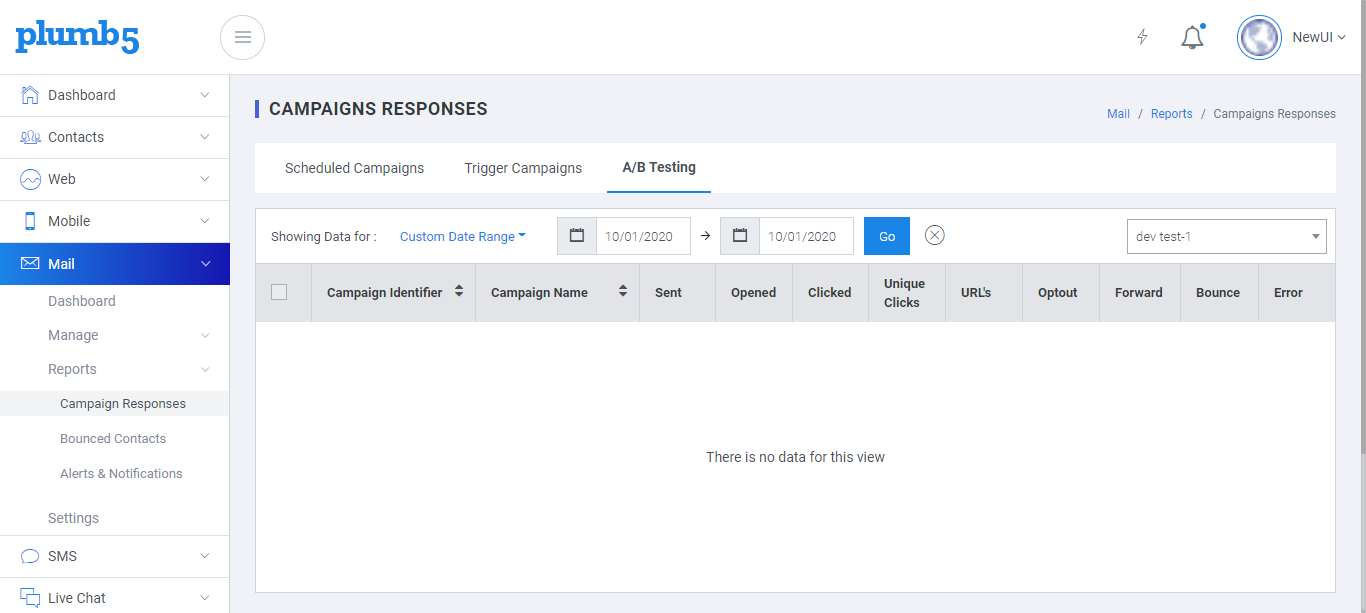 plumb5
NewUI
Dashboard
Contacts
Web
Mobile
Mail
Dashboard
Manage
Reports
Campaign Responses
Bounced Contacts
Alerts & Notifications
Settings
SMS
Live Chat
CAMPAIGNS RESPONSES
Mail / Reports / Campaigns Responses
Scheduled Campaigns Trigger Campaigns A/B Testing
Showing Data for : Custom Date Range 10/01/2020 → 10/01/2020 Go dev test-1
Campaign Identifier Campaign Name Sent Opened Clicked Unique Clicks URL's Optout Forward Bounce Error
There is no data for this view